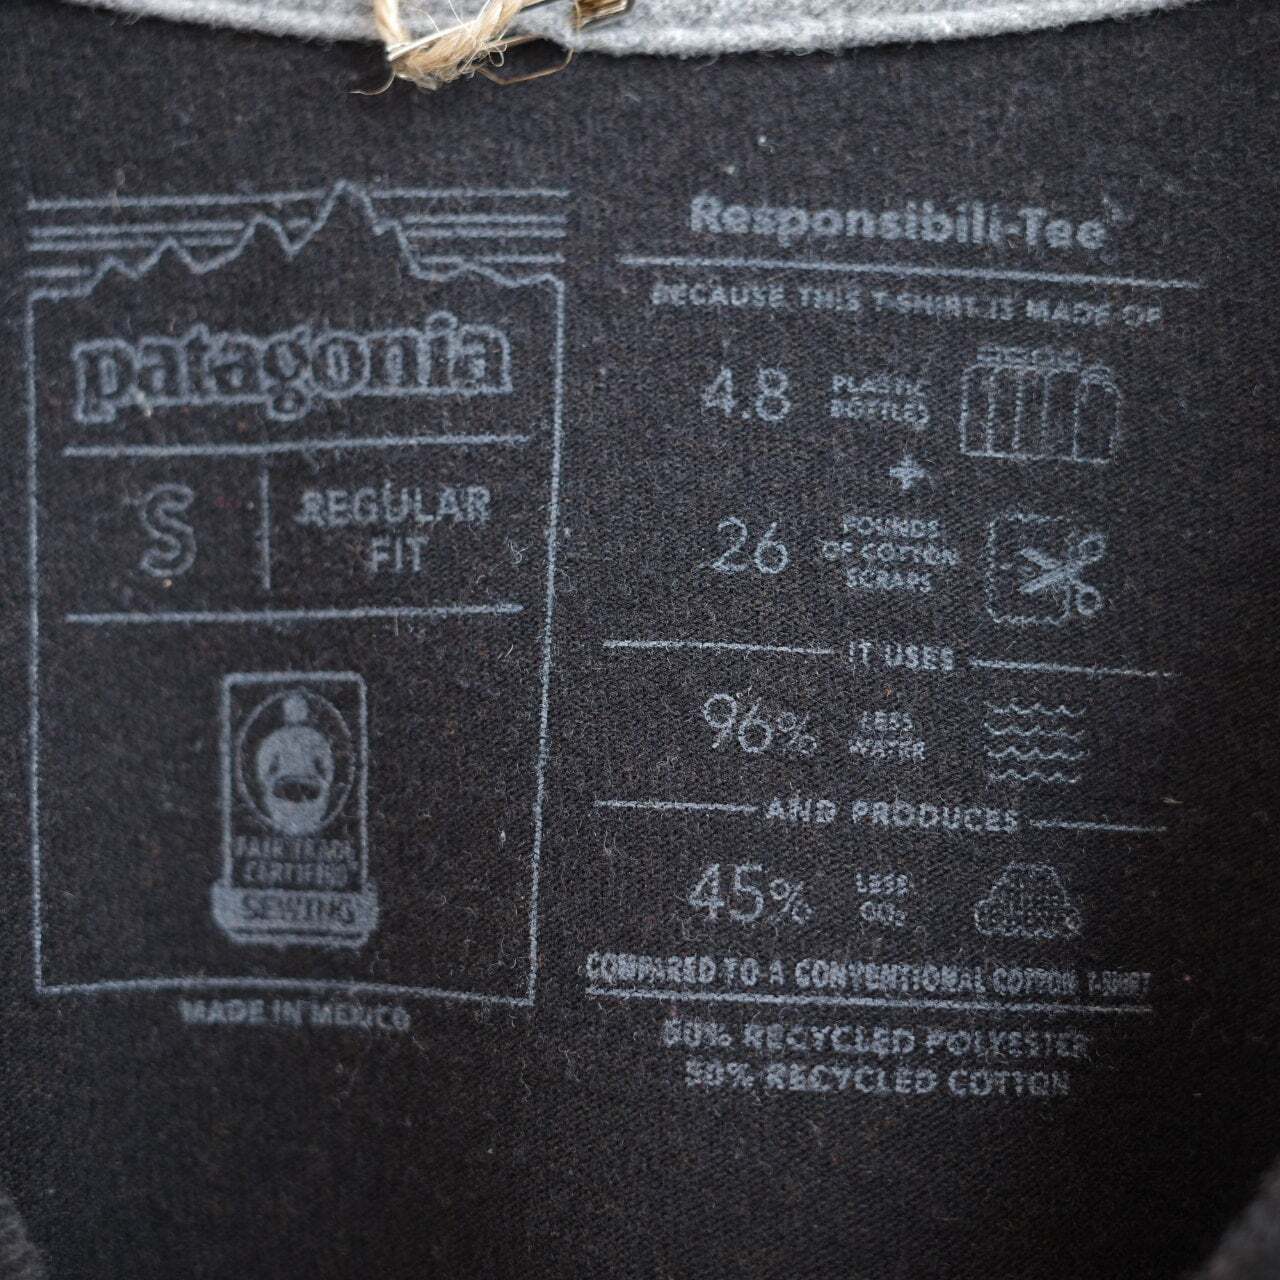 patagonia
S
REGULAR
FIT
FAIR TRADE
CERTIFIED
SEWING
MADE IN MEXICO
Responsibili-Tee
BECAUSE THIS T-SHIRT IS MADE OF
4.8
PLASTIC
BOTTLES
+
26
POUNDS
OF COTTON
SCRAPS
IT USES
96%
LESS
WATER
AND PRODUCES
45%
LESS
CO₂
COMPARED TO A CONVENTIONAL COTTON T-SHIRT
50% RECYCLED POLYESTER
50% RECYCLED COTTON